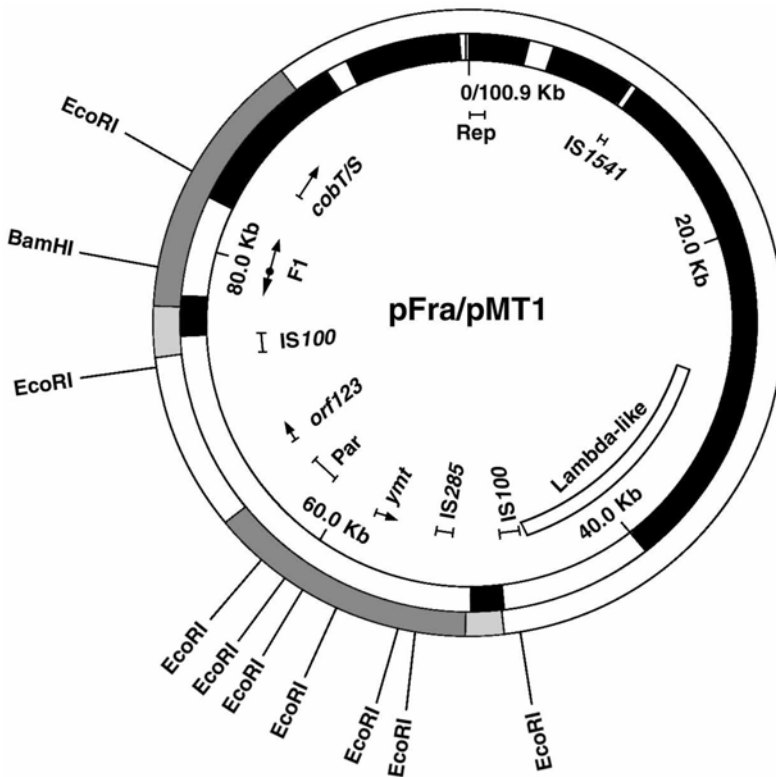 0/100.9 Kb
Rep
IS1541
20.0 Kb
EcoRI
cobT/S
BamHI
80.0 Kb
F1
pFra/pMT1
IS100
EcoRI
orf123
Par
Lambda-like
ymt
IS285
IS100
40.0 Kb
60.0 Kb
EcoRI
EcoRI
EcoRI
EcoRI
EcoRI
EcoRI
EcoRI